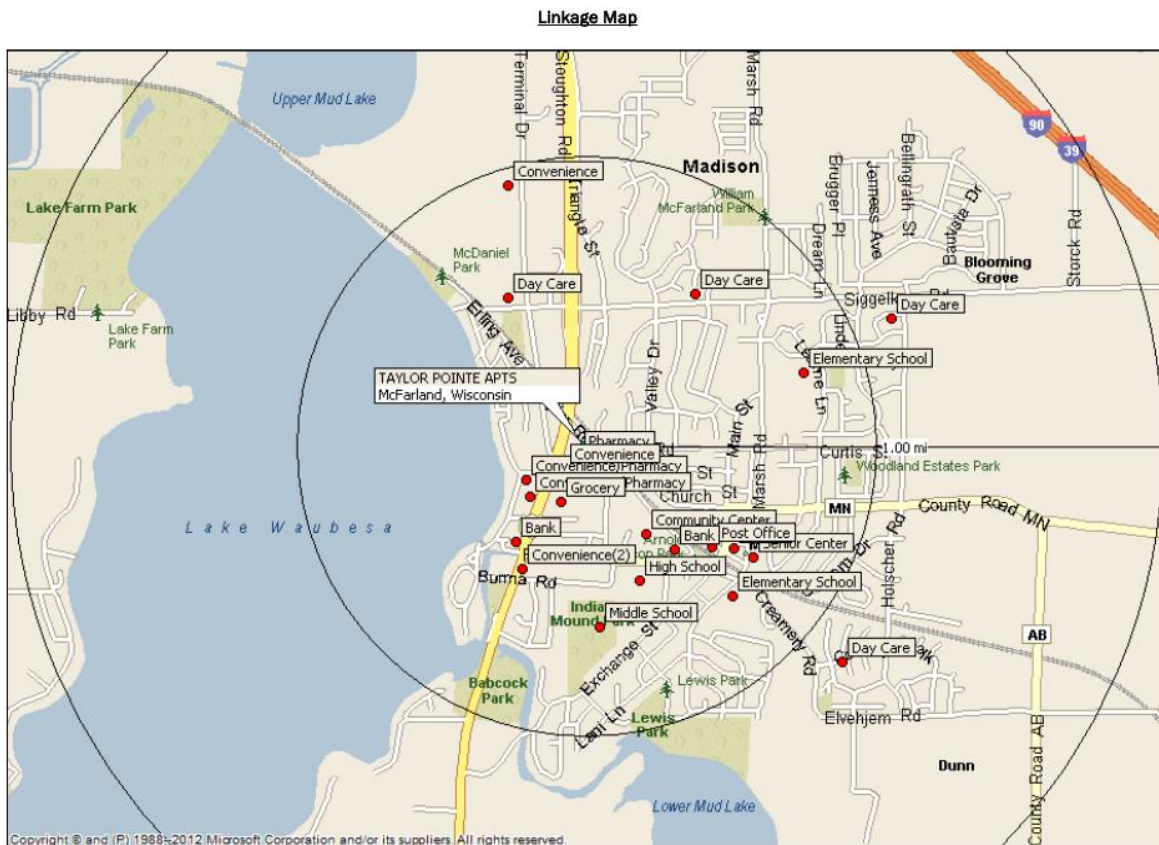 Linkage Map
Upper Mud Lake
Terminal Dr
Stoughton Rd
Triangle St
Marsh Rd
90
39
Madison
Convenience
William
McFarland Park
Brugger Pl
Jenness Ave
Bellingrath St
Bautista Dr
Storck Rd
Lake Farm Park
McDaniel
Park
Dream Ln
Blooming
Grove
Day Care
Day Care
Siggelk
Rd
Day Care
Libby Rd
Lake Farm
Park
Erling Ave
Elementary School
Valley Dr
Ln
TAYLOR POINTE APTS
McFarland, Wisconsin
Main St
Marsh Rd
Pharmacy
Rd
Convenience
1.00 mi
Curtis S
Convenience/Pharmacy
St
Woodland Estates Park
Pharmacy
Grocery
Church St
MN
County Road MN
Lake Waubesa
Community Center
Bank
Bank
Post Office
Senior Center
Convenience(2)
Holscher Rd
High School
Burma Rd
Elementary School
Creamery Rd
Middle School
AB
Exchange St
Day Care
Babcock
Park
Lewis Park
Lewis
Park
Lani Ln
Elvehjem Rd
Dunn
County Road AB
Lower Mud Lake
Copyright © and (P) 1988–2012 Microsoft Corporation and/or its suppliers. All rights reserved.